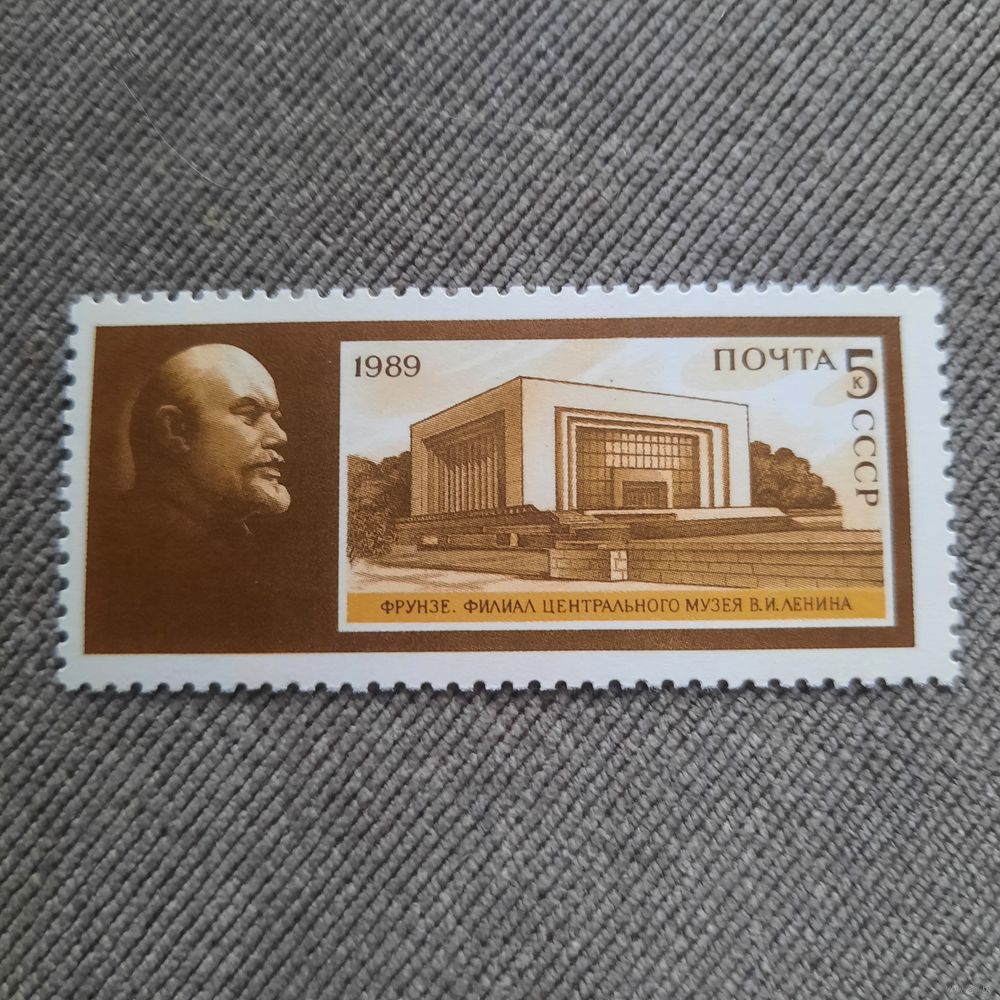 1989
ПОЧТА 5 к
СССР
ФРУНЗЕ. ФИЛИАЛ ЦЕНТРАЛЬНОГО МУЗЕЯ В.И.ЛЕНИНА